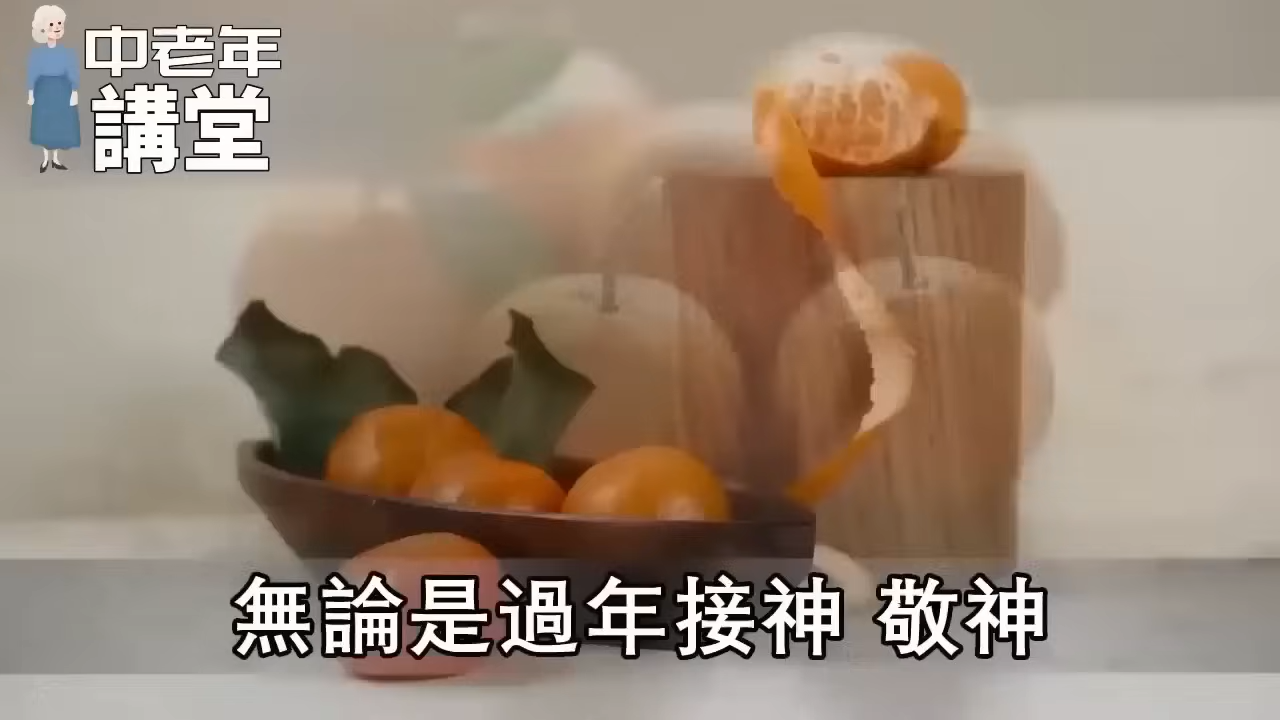 中老年
講堂
無論是過年接神 敬神